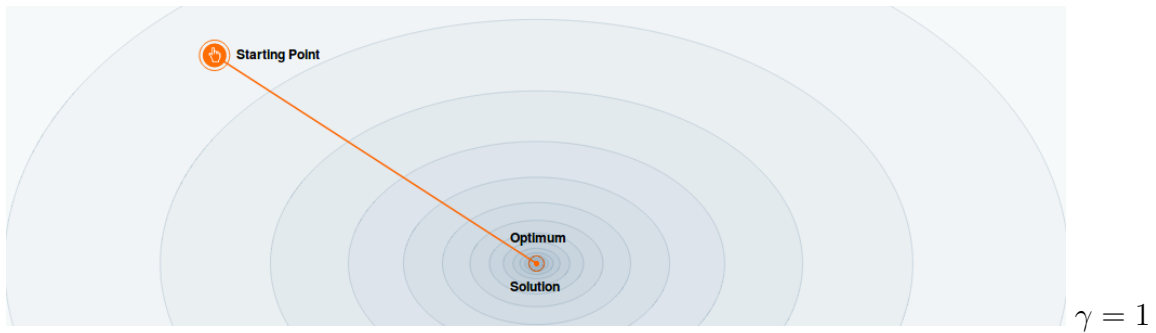 Starting Point
Optimum
Solution
γ = 1